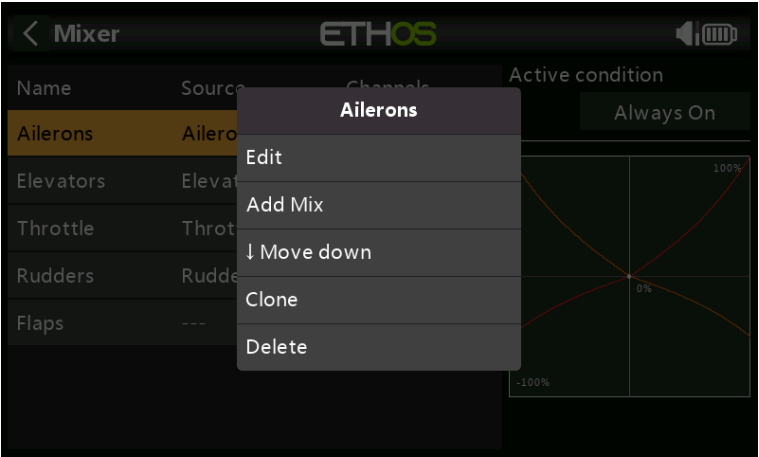 Mixer
ETHOS
Name Source Channels
Active condition
Always On
Ailerons
Ailerons Ailero
Edit
Elevators Elevat
Add Mix
Throttle Throt
↓ Move down
Rudders Rudde
Clone
Flaps ---
Delete
100%
0%
-100%